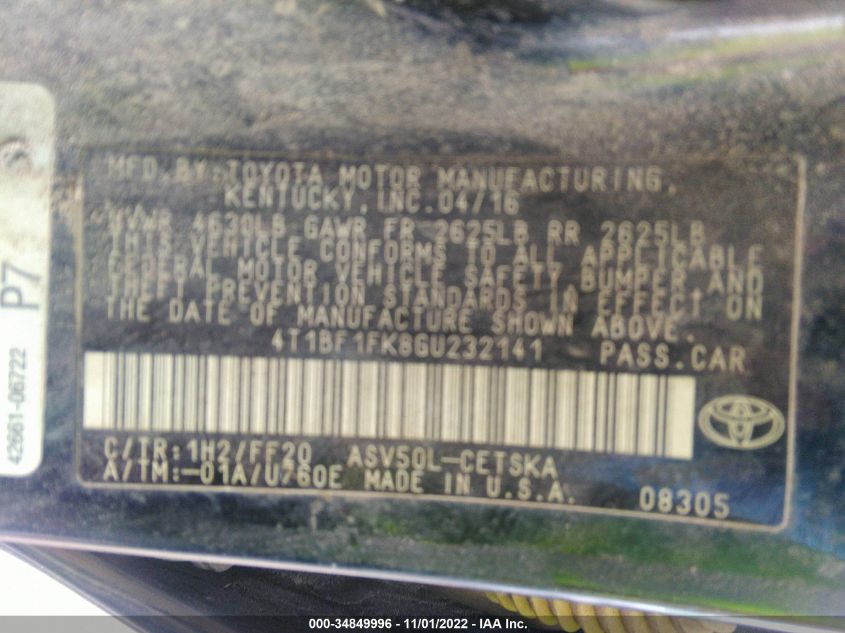 MFD. BY: TOYOTA MOTOR MANUFACTURING,
KENTUCKY, INC. 04/16
GVWR 4630LB GAWR FR 2625LB RR 2625LB
THIS VEHICLE CONFORMS TO ALL APPLICABLE
FEDERAL MOTOR VEHICLE SAFETY, BUMPER, AND
THEFT PREVENTION STANDARDS IN EFFECT ON
THE DATE OF MANUFACTURE SHOWN ABOVE.
4T1BF1FK8GU232141 PASS. CAR
C/TR: 1H2/FF20 ASV50L-CETSKA
A/TM: -01A/U760E MADE IN U.S.A.
08305
P7
42661-06722
000-34849996 - 11/01/2022 - IAA Inc.